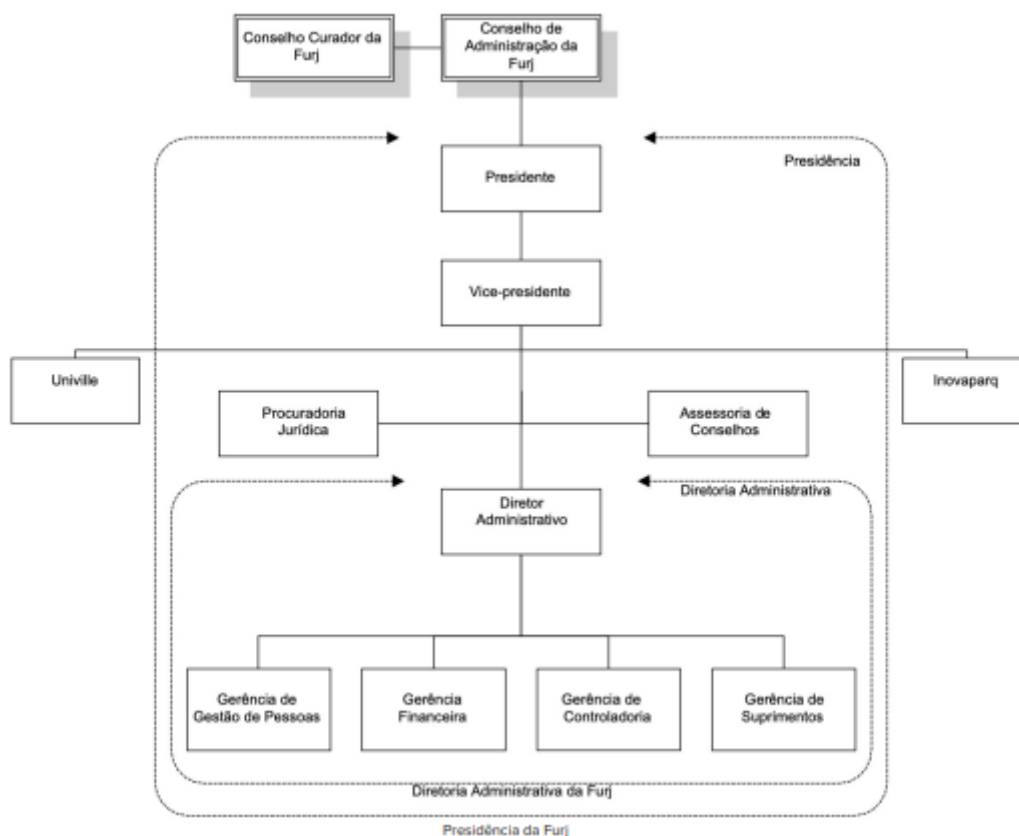 Conselho Curador da
Furj
Conselho de
Administração da
Furj
Presidência
Presidente
Vice-presidente
Univille
Inovaparq
Procuradoria
Jurídica
Assessoria de
Conselhos
Diretoria Administrativa
Diretor
Administrativo
Gerência de
Gestão de Pessoas
Gerência
Financeira
Gerência de
Controladoria
Gerência de
Suprimentos
Diretoria Administrativa da Furj
Presidência da Furj